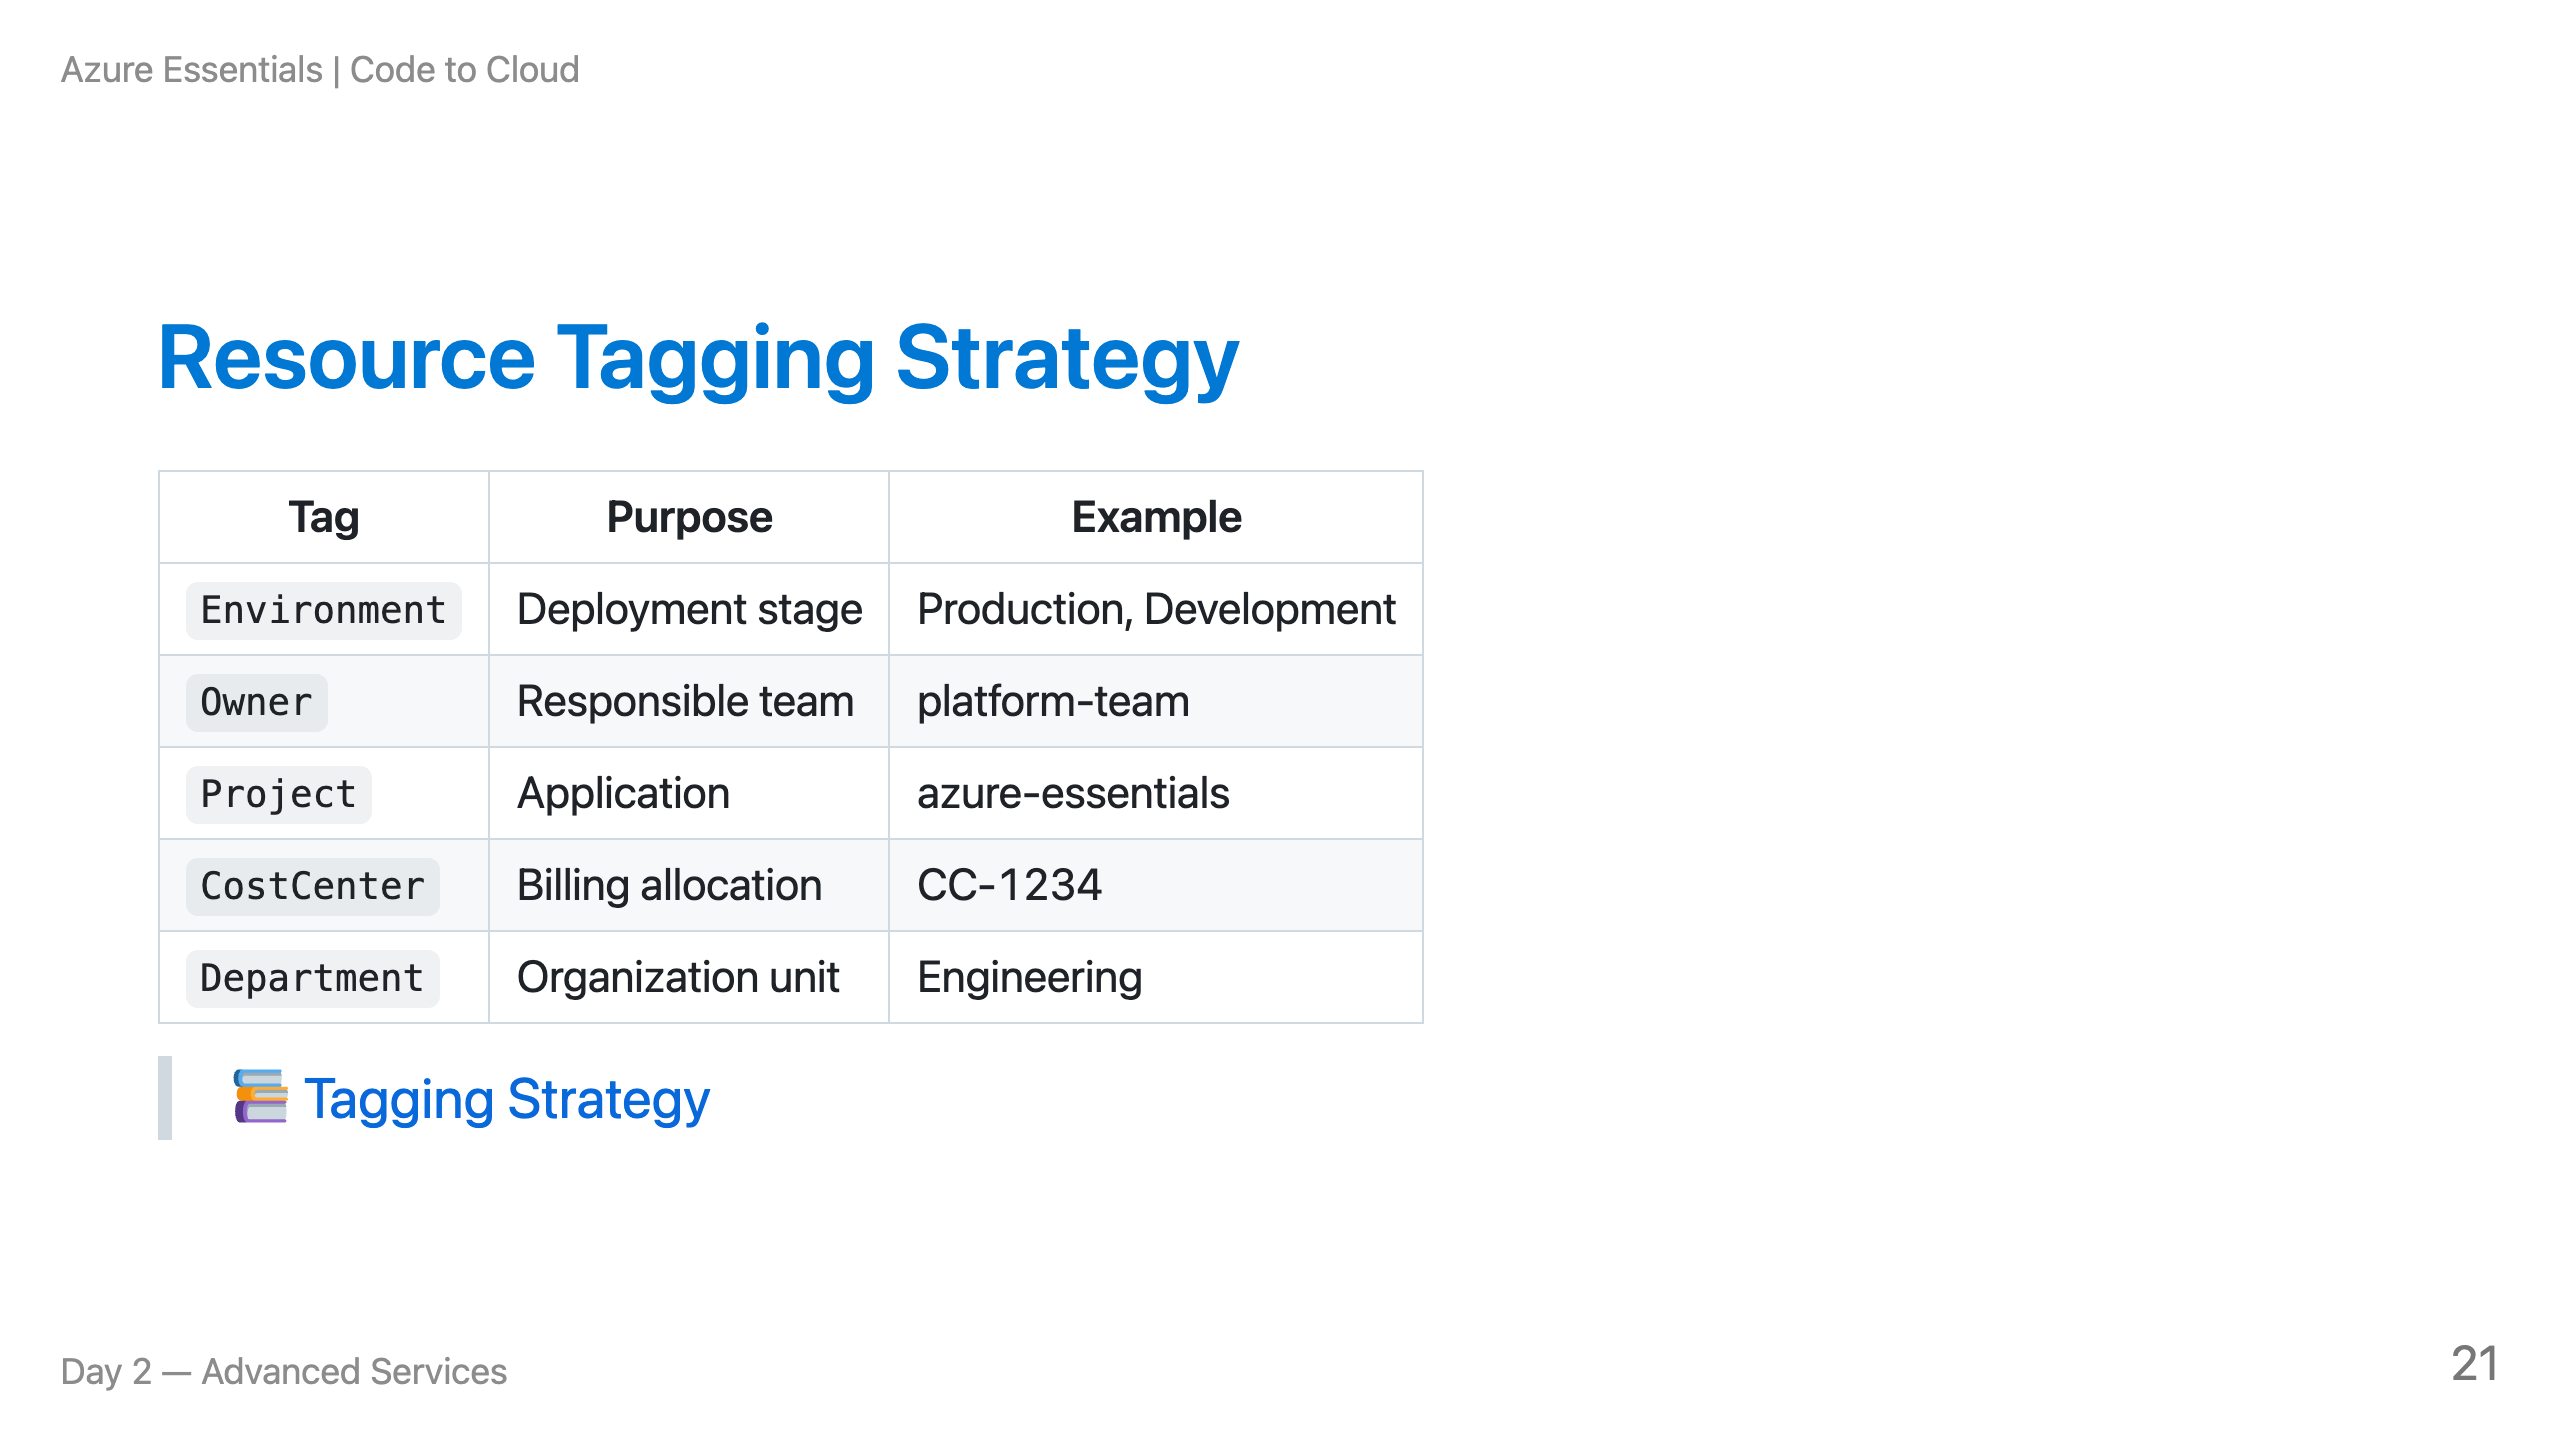 Azure Essentials | Code to Cloud
Resource Tagging Strategy
Tag Purpose Example
Environment Deployment stage Production, Development
Owner Responsible team platform-team
Project Application azure-essentials
CostCenter Billing allocation CC-1234
Department Organization unit Engineering
📚 Tagging Strategy
Day 2 — Advanced Services
21